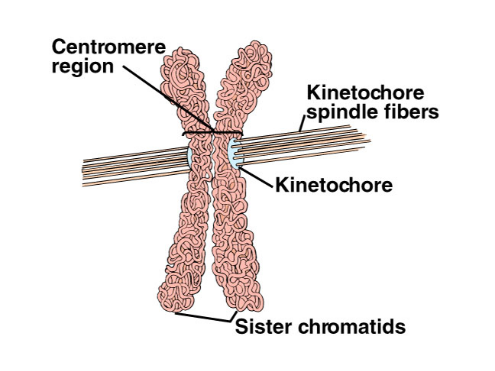 Centromere
region
Kinetochore
spindle fibers
Kinetochore
Sister chromatids